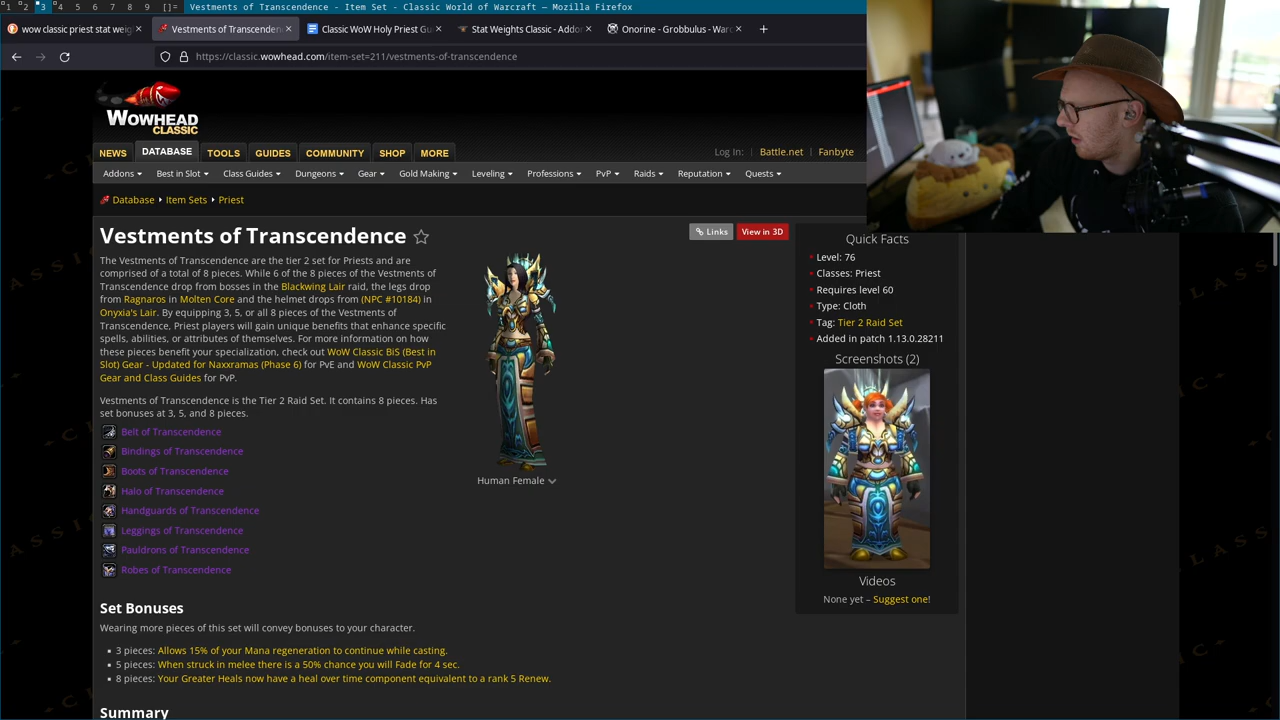 1 2 3 4 5 6 7 8 9 []= Vestments of Transcendence - Item Set - Classic World of Warcraft — Mozilla Firefox
wow classic priest stat weig Vestments of Transcenden Classic WoW Holy Priest Gu Stat Weights Classic - Addo Onorine - Grobbulus - War
https://classic.wowhead.com/item-set=211/vestments-of-transcendence
WOWHEAD
CLASSIC
NEWS DATABASE TOOLS GUIDES COMMUNITY SHOP MORE Log In: Battle.net Fanbyte
Addons Best in Slot Class Guides Dungeons Gear Gold Making Leveling Professions PvP Raids Reputation Quests
Database Item Sets Priest
Vestments of Transcendence
Links View in 3D
The Vestments of Transcendence are the tier 2 set for Priests and are
comprised of a total of 8 pieces. While 6 of the 8 pieces of the Vestments of
Transcendence drop from bosses in the Blackwing Lair raid, the legs drop
from Ragnaros in Molten Core and the helmet drops from (NPC #10184) in
Onyxia's Lair. By equipping 3, 5, or all 8 pieces of the Vestments of
Transcendence, Priest players will gain unique benefits that enhance specific
spells, abilities, or attributes of themselves. For more information on how
these pieces benefit your specialization, check out WoW Classic BiS (Best in
Slot) Gear - Updated for Naxxramas (Phase 6) for PvE and WoW Classic PvP
Gear and Class Guides for PvP.
Vestments of Transcendence is the Tier 2 Raid Set. It contains 8 pieces. Has
set bonuses at 3, 5, and 8 pieces.
Belt of Transcendence
Bindings of Transcendence
Boots of Transcendence
Halo of Transcendence
Handguards of Transcendence
Leggings of Transcendence
Pauldrons of Transcendence
Robes of Transcendence
Human Female
Set Bonuses
Wearing more pieces of this set will convey bonuses to your character.
3 pieces: Allows 15% of your Mana regeneration to continue while casting.
5 pieces: When struck in melee there is a 50% chance you will Fade for 4 sec.
8 pieces: Your Greater Heals now have a heal over time component equivalent to a rank 5 Renew.
Summary
Quick Facts
Level: 76
Classes: Priest
Requires level 60
Type: Cloth
Tag: Tier 2 Raid Set
Added in patch 1.13.0.28211
Screenshots (2)
Videos
None yet – Suggest one!